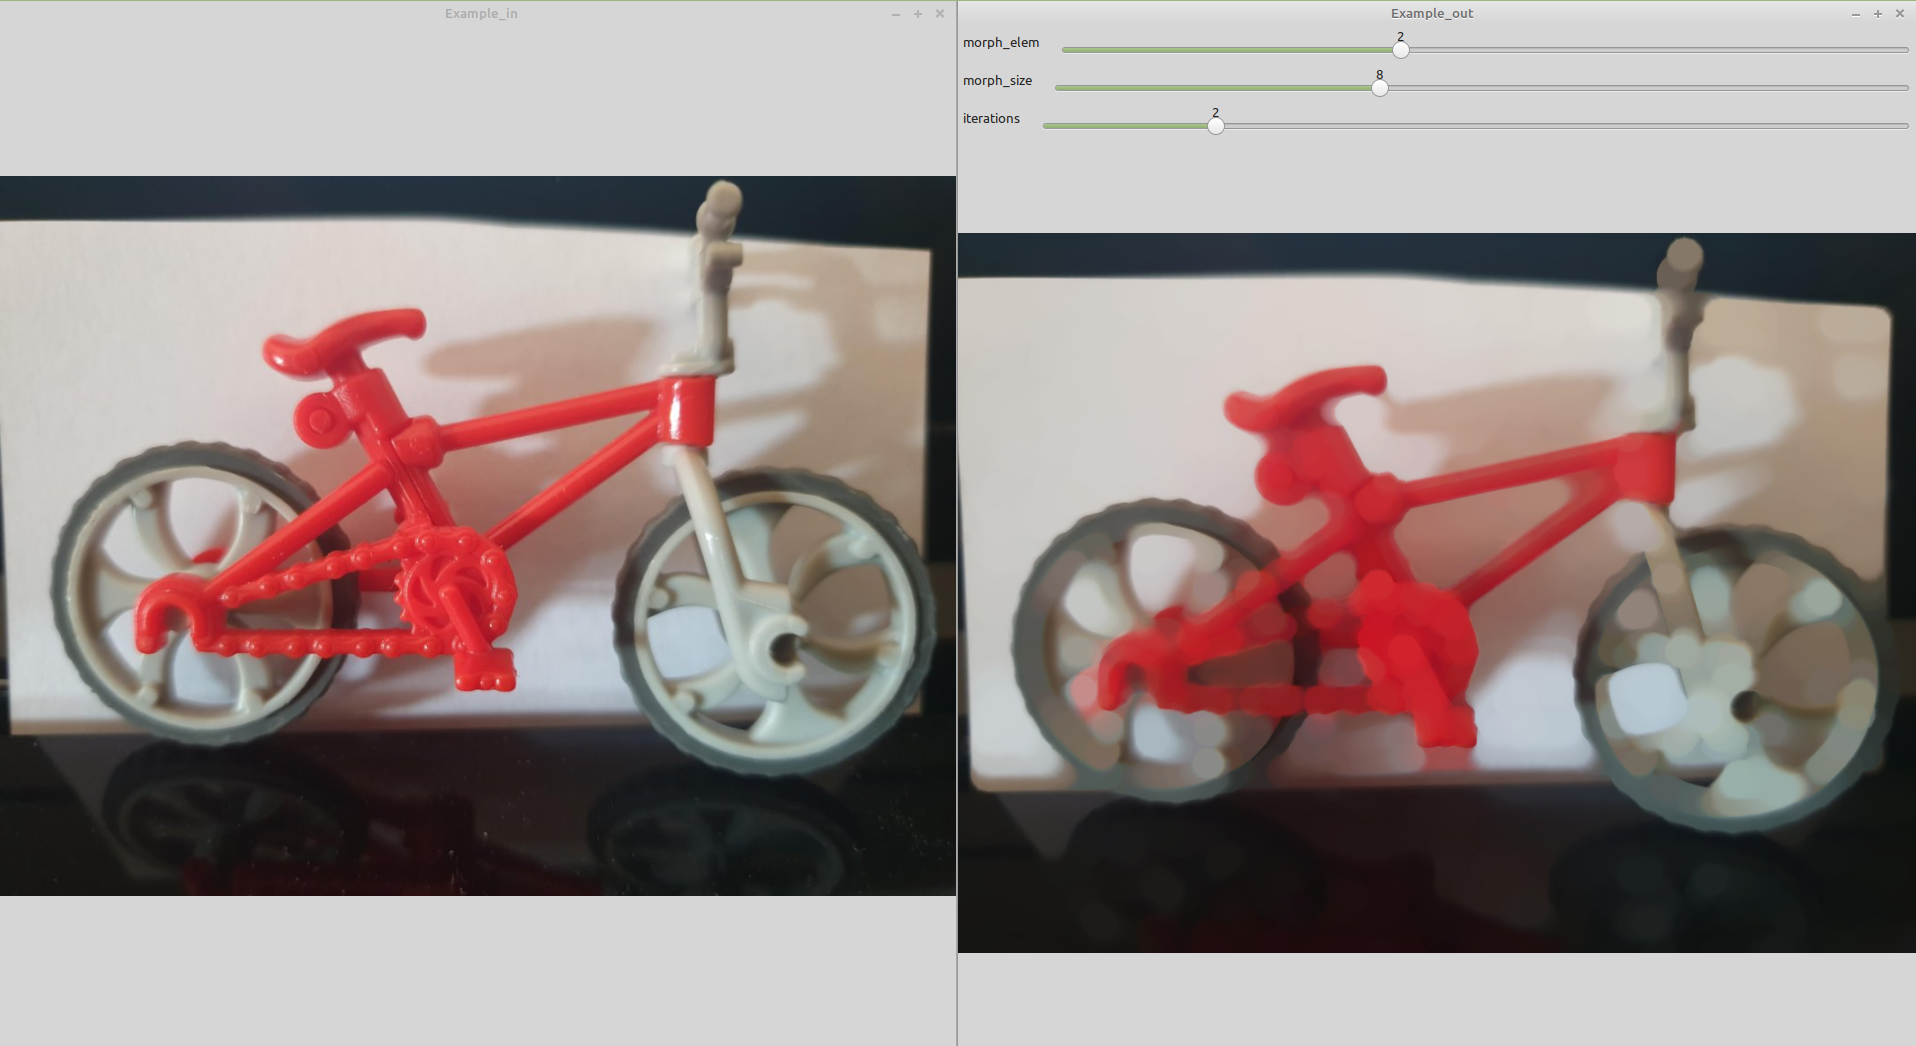 Example_in
Example_out
morph_elem
2
morph_size
8
iterations
2